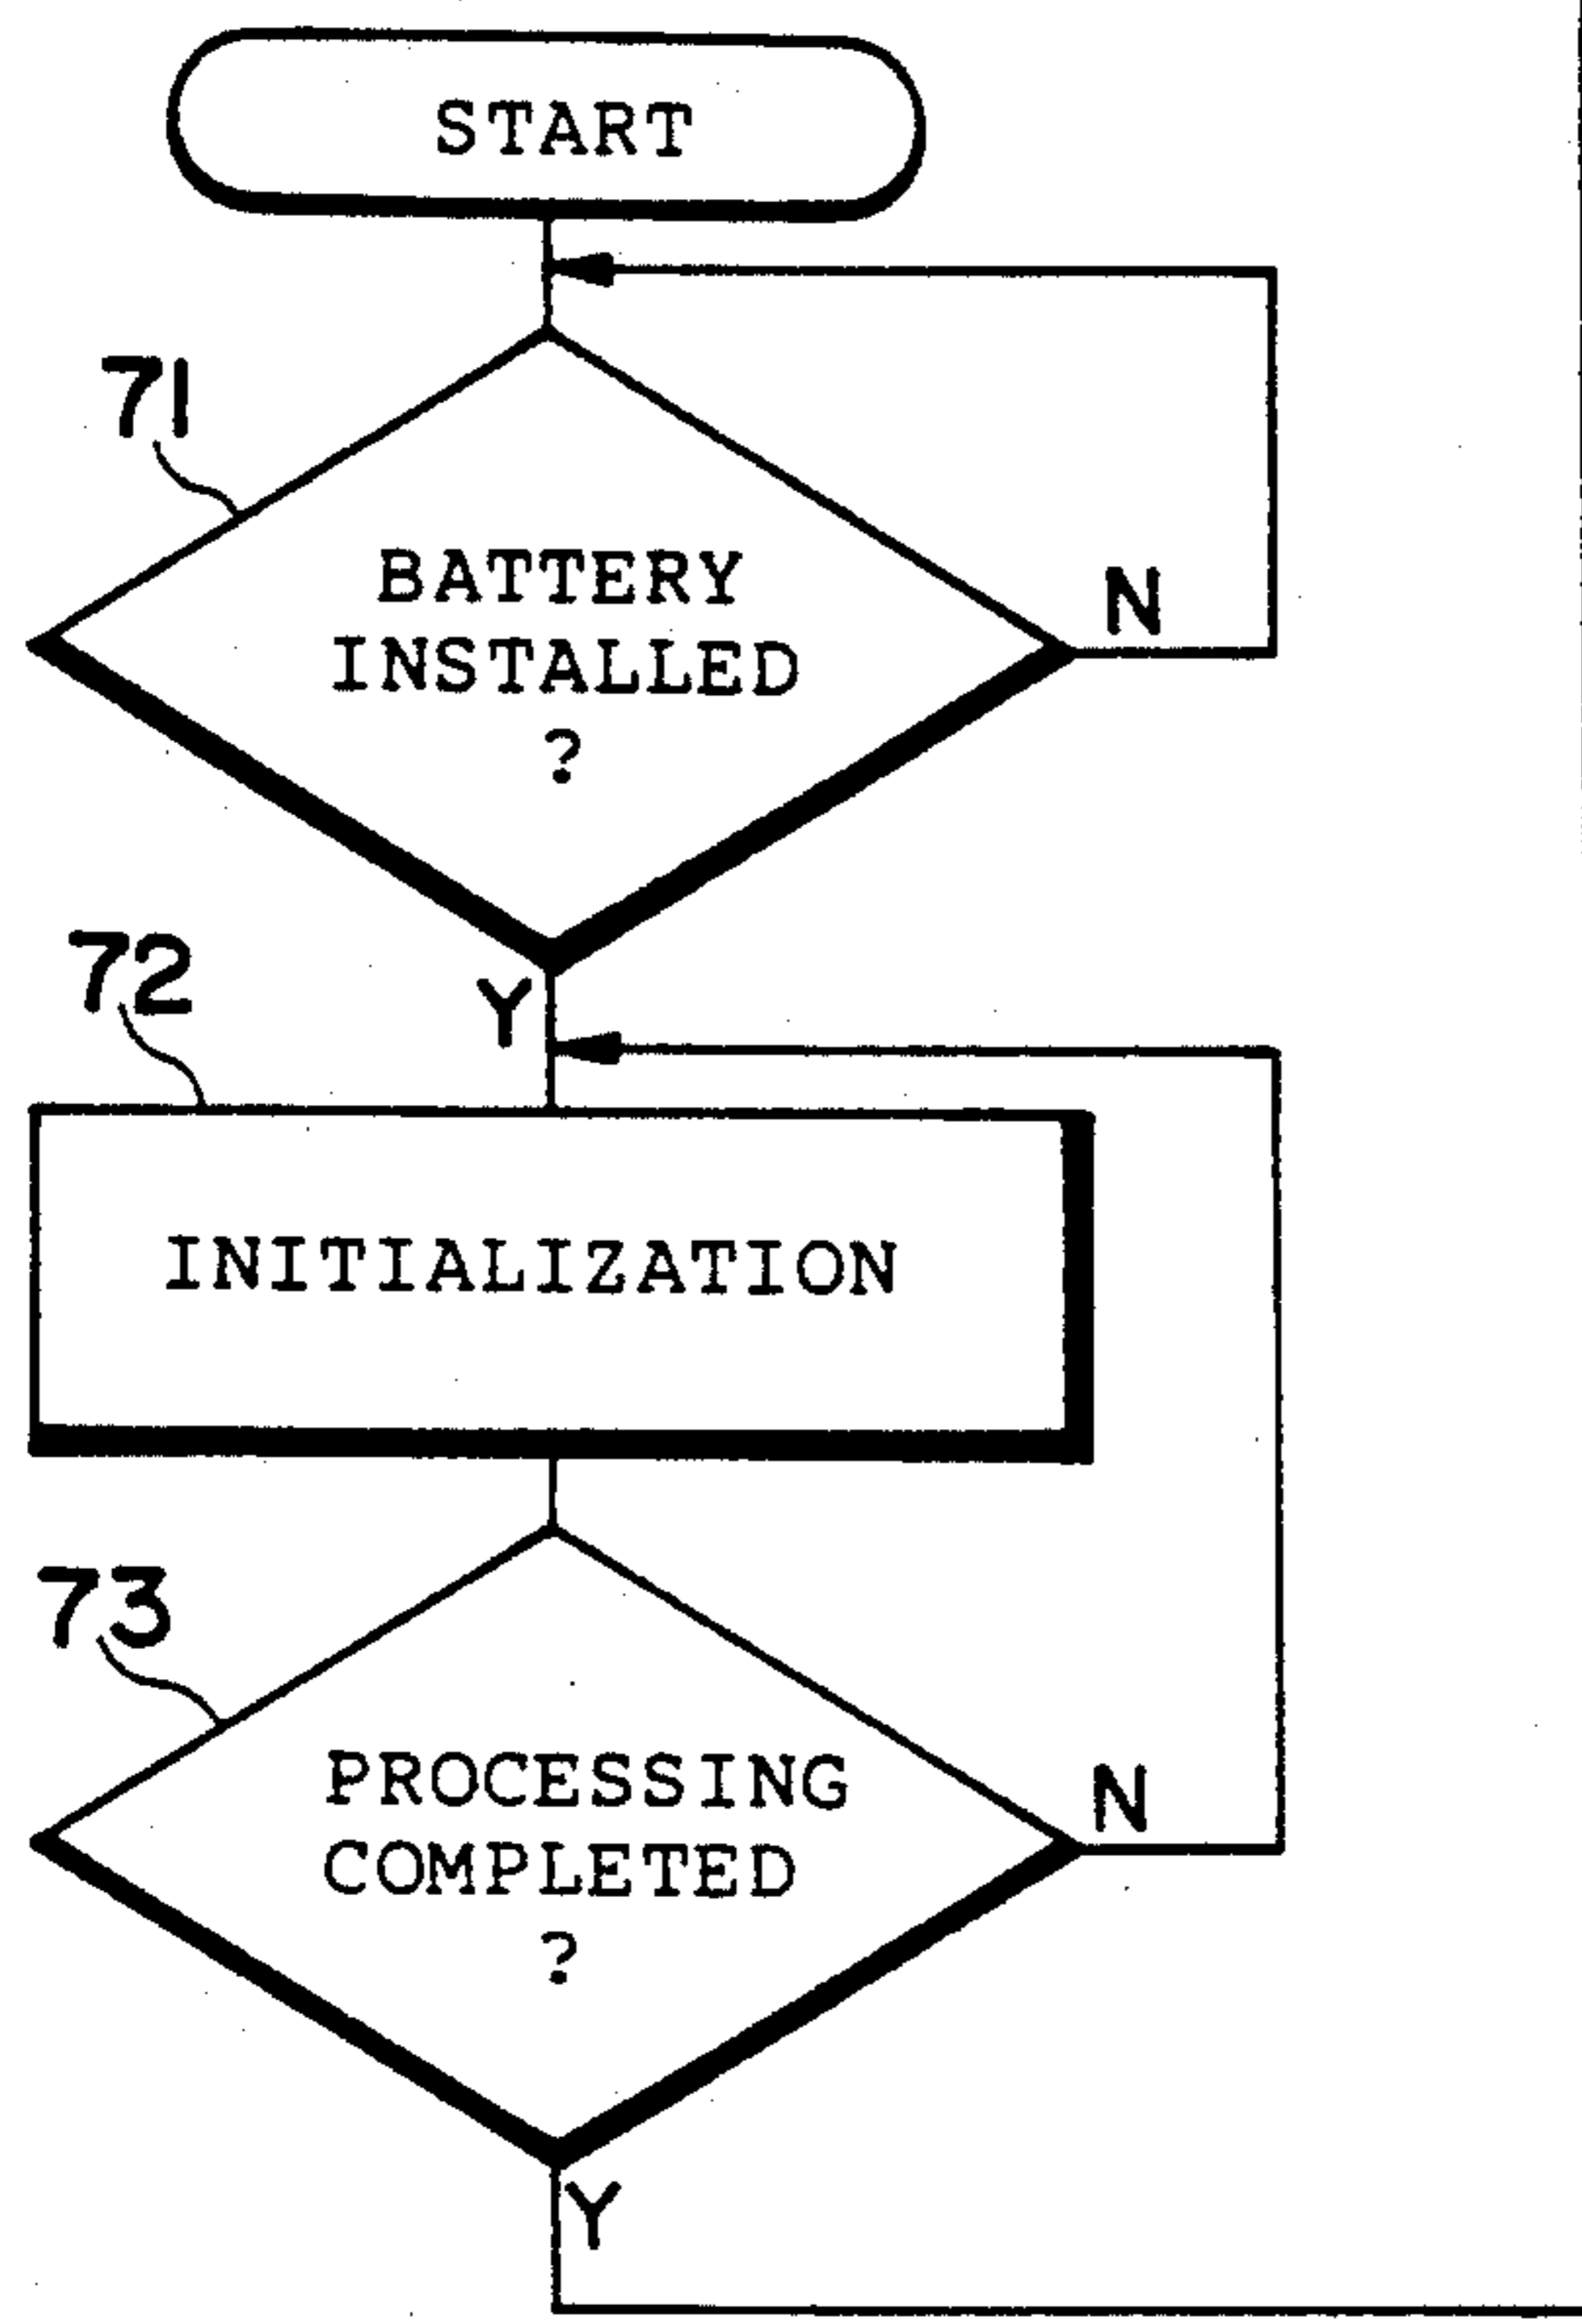 START
71
BATTERY
INSTALLED
?
N
72
Y
INITIALIZATION
73
PROCESSING
COMPLETED
?
N
Y